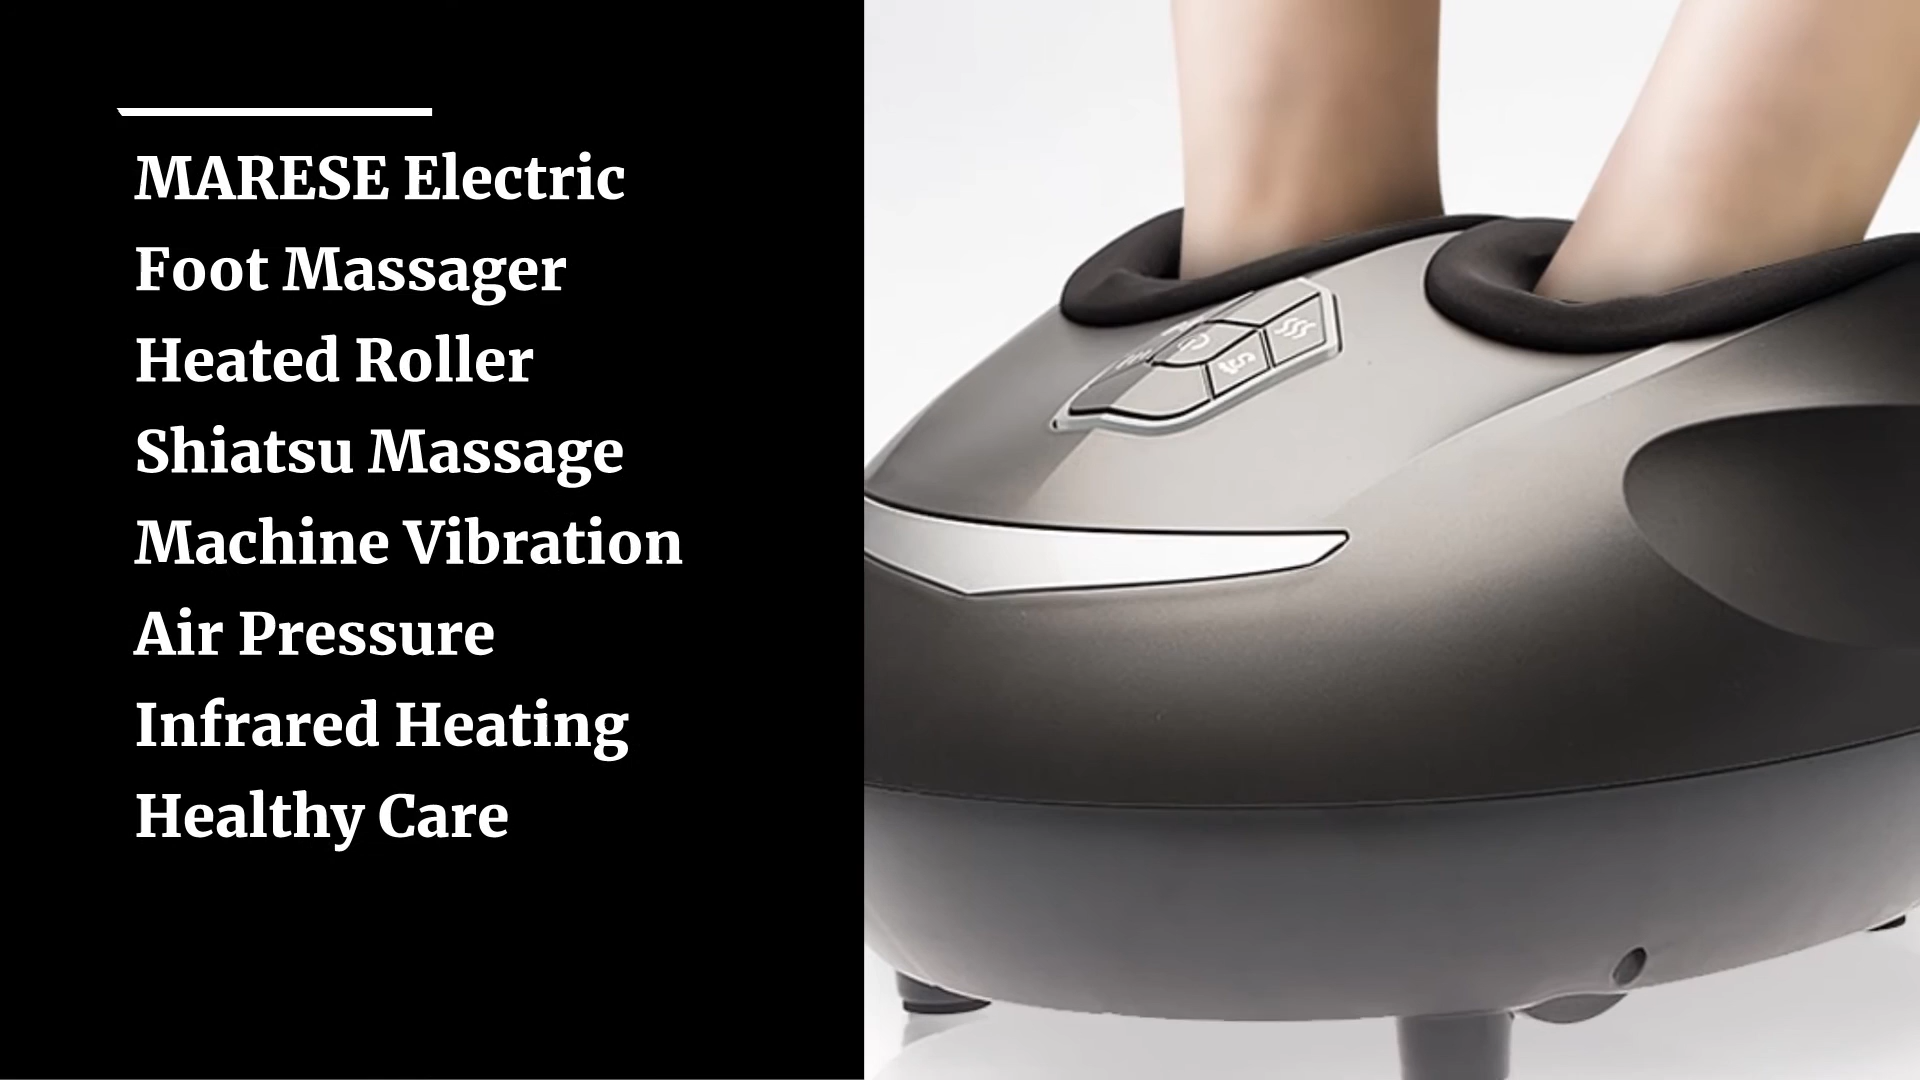 MARESE Electric
Foot Massager
Heated Roller
Shiatsu Massage
Machine Vibration
Air Pressure
Infrared Heating
Healthy Care